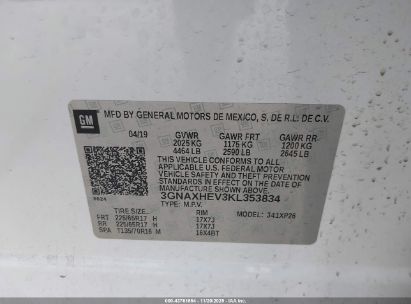 GM
MFD BY GENERAL MOTORS DE MEXICO, S. DE R.L. DE C.V.
04/19 GVWR GAWR FRT GAWR RR
2025 KG 1175 KG 1200 KG
4464 LB 2590 LB 2645 LB
THIS VEHICLE CONFORMS TO ALL
APPLICABLE U.S. FEDERAL MOTOR
VEHICLE SAFETY AND THEFT
PREVENTION STANDARDS IN
EFFECT ON THE DATE OF
MANUFACTURE SHOWN ABOVE.
3GNAXHEV3KL353834
TYPE: M.P.V.
TIRE SIZE RIM
FRT 225/65R17 H 17X7J
RR 225/65R17 H 17X7J
SPA T135/70R16 M 16X4BT